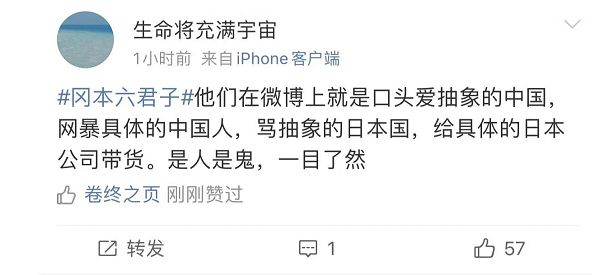 生命将充满宇宙
1小时前 来自iPhone客户端
#冈本六君子#他们在微博上就是口头爱抽象的中国，
网暴具体的中国人，骂抽象的日本国，给具体的日本
公司带货。是人是鬼，一目了然
卷终之页 刚刚赞过
转发 1 57